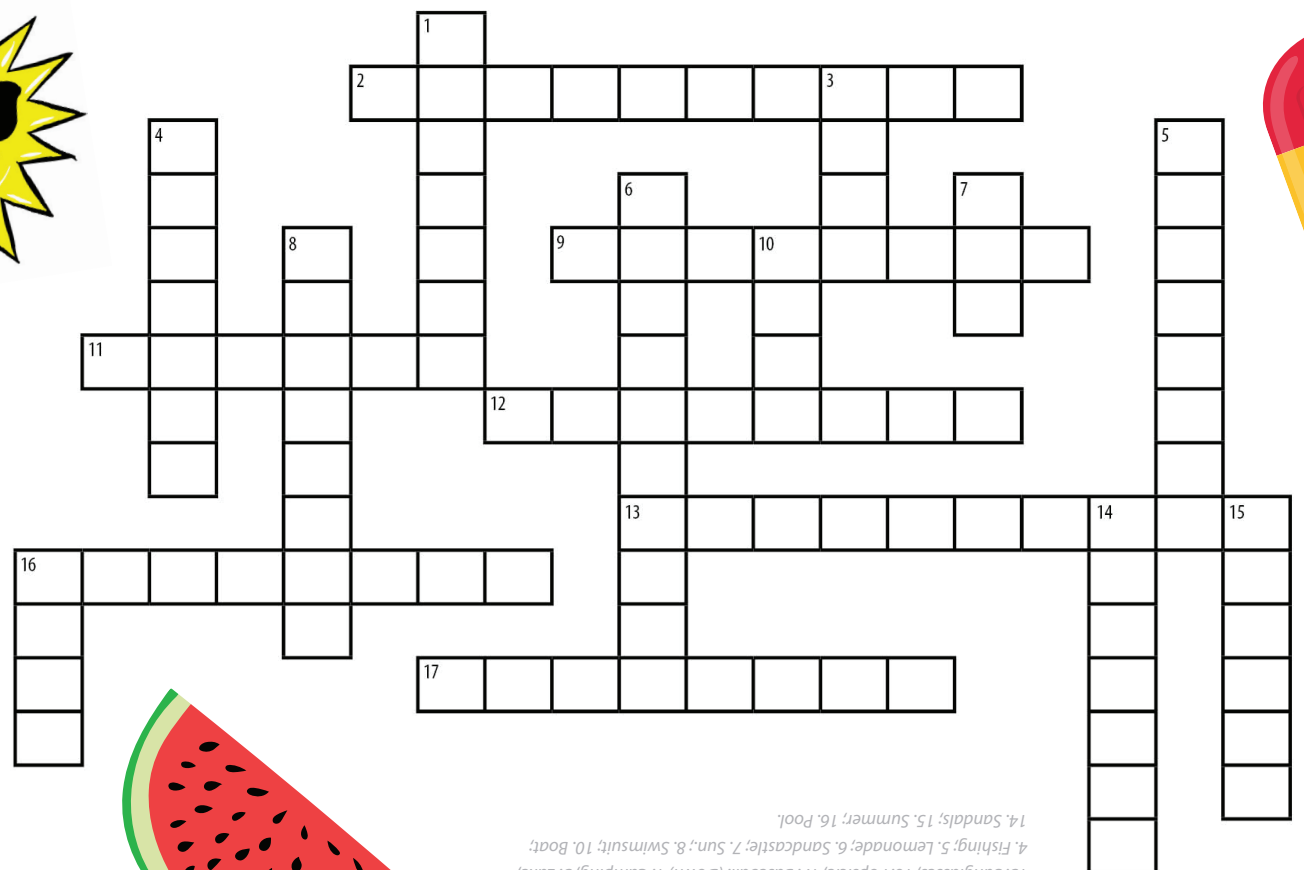 1
2 3
4 5
6 7
8 9 10
11
12
13 14 15
16
17
4. Fishing; 5. Lemonade; 6. Sandcastle; 7. Sun.; 8. Swimsuit; 10. Boat;
14. Sandals; 15. Summer; 16. Pool.